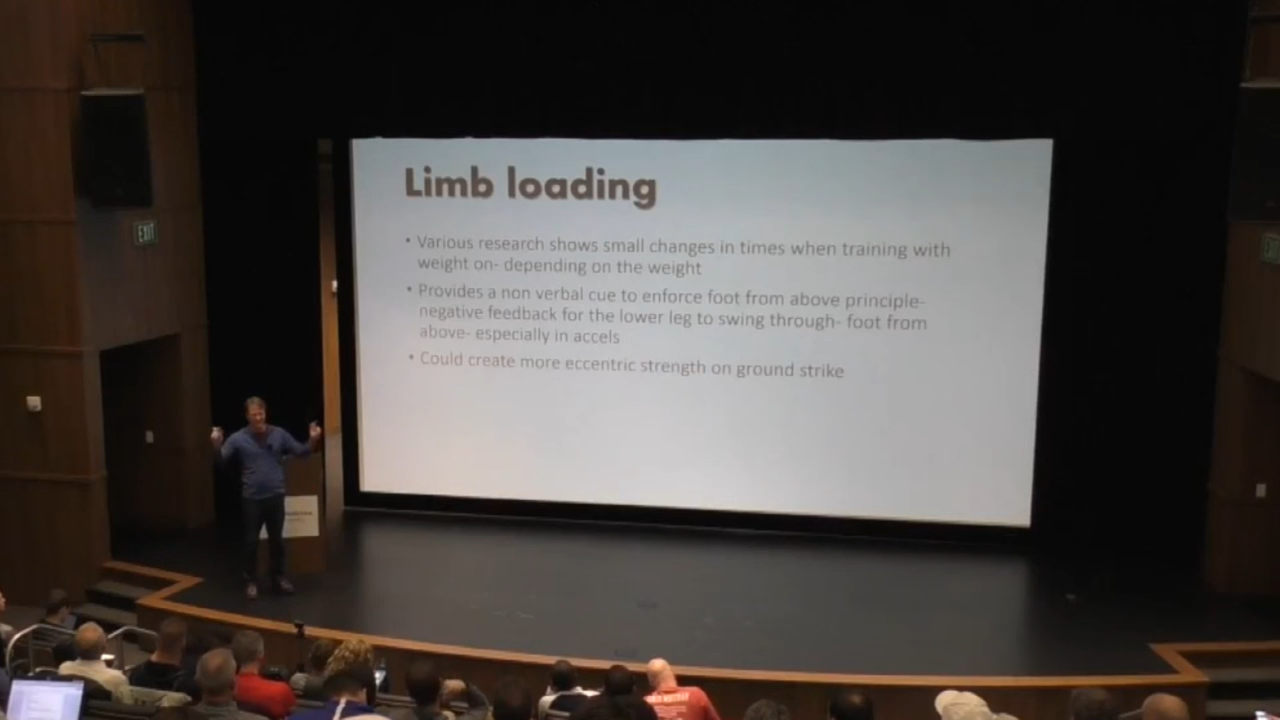 Limb loading
• Various research shows small changes in times when training with
weight on- depending on the weight
• Provides a non verbal cue to enforce foot from above principle-
negative feedback for the lower leg to swing through- foot from
above- especially in accels
• Could create more eccentric strength on ground strike
EXIT